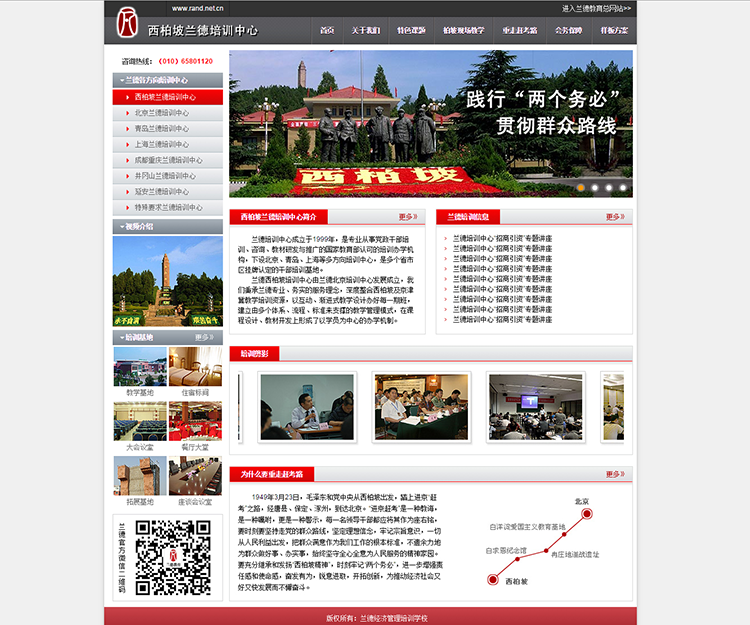 www.rand.net.cn
进入兰德教育总网站>>
西柏坡兰德培训中心
首页 关于我们 特色课题 柏坡现场教学 重走赶考路 会务保障 样板方案
咨询热线：(010) 65801120
兰德各方向培训中心
西柏坡兰德培训中心
北京兰德培训中心
青岛兰德培训中心
上海兰德培训中心
成都重庆兰德培训中心
井冈山兰德培训中心
延安兰德培训中心
特殊要求兰德培训中心
视频介绍
永不言满
培训基地 更多》
教学基地 住宿标间
大会议室 餐厅大堂
拓展基地 座谈会议室
兰德官方微信二维码
践行“两个务必”
贯彻群众路线
西柏坡
西柏坡兰德培训中心简介 更多》
兰德培训中心成立于1999年，是专业从事党政干部培
训、咨询、教材研发与推广的国家教育部认可的培训办学机
构，下设北京、青岛、上海等多方向培训中心，是多个省市
区挂牌认定的干部培训基地。
兰德西柏坡培训中心由兰德北京培训中心发展成立，我
们秉承兰德专业、务实的服务理念，深度整合西柏坡及京津
冀教学培训资源，以互动、渐进式教学设计办好每一期班，
建立由多个体系、流程、标准来支撑的教学管理模式，在课
程设计、教材开发上形成了以学员为中心的办学机制。
兰德培训信息 更多》
兰德培训中心“招商引资”专题讲座
兰德培训中心“招商引资”专题讲座
兰德培训中心“招商引资”专题讲座
兰德培训中心“招商引资”专题讲座
兰德培训中心“招商引资”专题讲座
兰德培训中心“招商引资”专题讲座
兰德培训中心“招商引资”专题讲座
兰德培训中心“招商引资”专题讲座
兰德培训中心“招商引资”专题讲座
培训剪影
为什么要重走赶考路 更多》
1949年3月23日，毛泽东和党中央从西柏坡出发，踏上进京“赶
考”之路，经唐县、保定、涿州，到达北京。“进京赶考”是一种教诲，
是一种嘱咐，更是一种警示，每一名领导干部都应将其作为座右铭，
要时刻要坚持走党的群众路线，坚定理想信念，牢记宗旨意识，一切
从人民利益出发，把群众满意作为我们工作的根本标准，不遗余力地
为群众做好事、办实事，始终坚守全心全意为人民服务的精神家园。
要充分继承和发扬“西柏坡精神”，时刻牢记“两个务必”，进一步增强责
任感和使命感，奋发有为，锐意进取，开拓创新，为推动经济社会又
好又快发展而不懈奋斗。
北京
白洋淀爱国主义教育基地
白求恩纪念馆
冉庄地道战遗址
西柏坡
版权所有：兰德经济管理培训学校